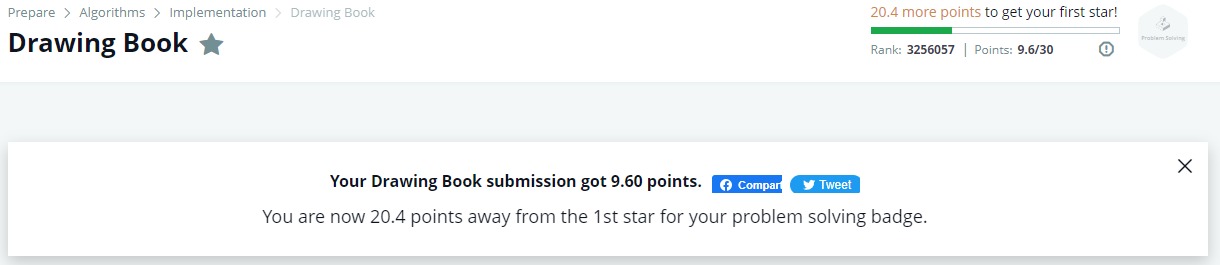 Prepare > Algorithms > Implementation > Drawing Book
Drawing Book
20.4 more points to get your first star!
Rank: 3256057 | Points: 9.6/30
Problem Solving
Your Drawing Book submission got 9.60 points. Compart Tweet
You are now 20.4 points away from the 1st star for your problem solving badge.